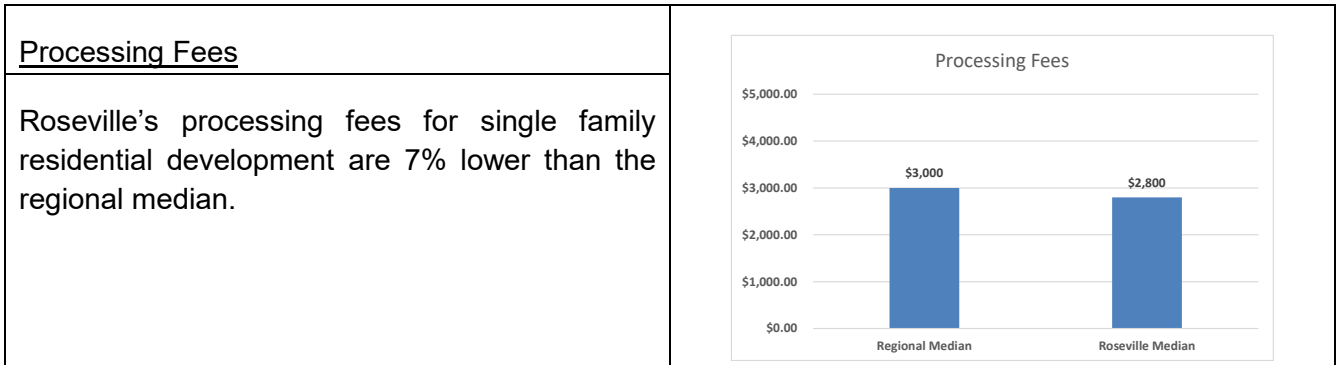 Processing Fees
Roseville’s processing fees for single family
residential development are 7% lower than the
regional median.
Processing Fees
$5,000.00
$4,000.00
$3,000.00
$2,000.00
$1,000.00
$0.00
$3,000
$2,800
Regional Median
Roseville Median